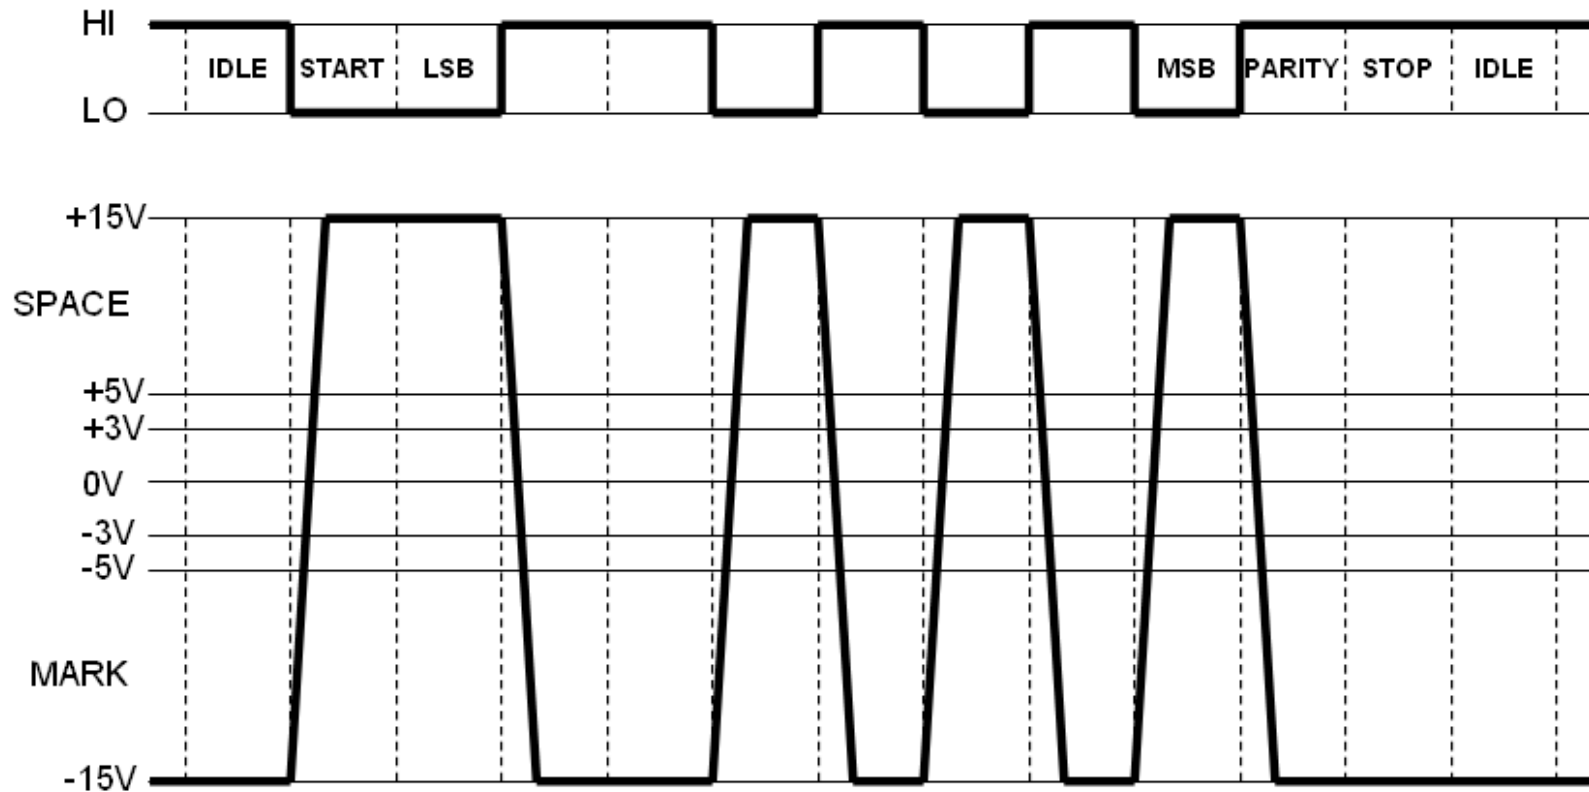 HI
IDLE START LSB MSB PARITY STOP IDLE
LO
+15V
SPACE
+5V
+3V
0V
-3V
-5V
MARK
-15V